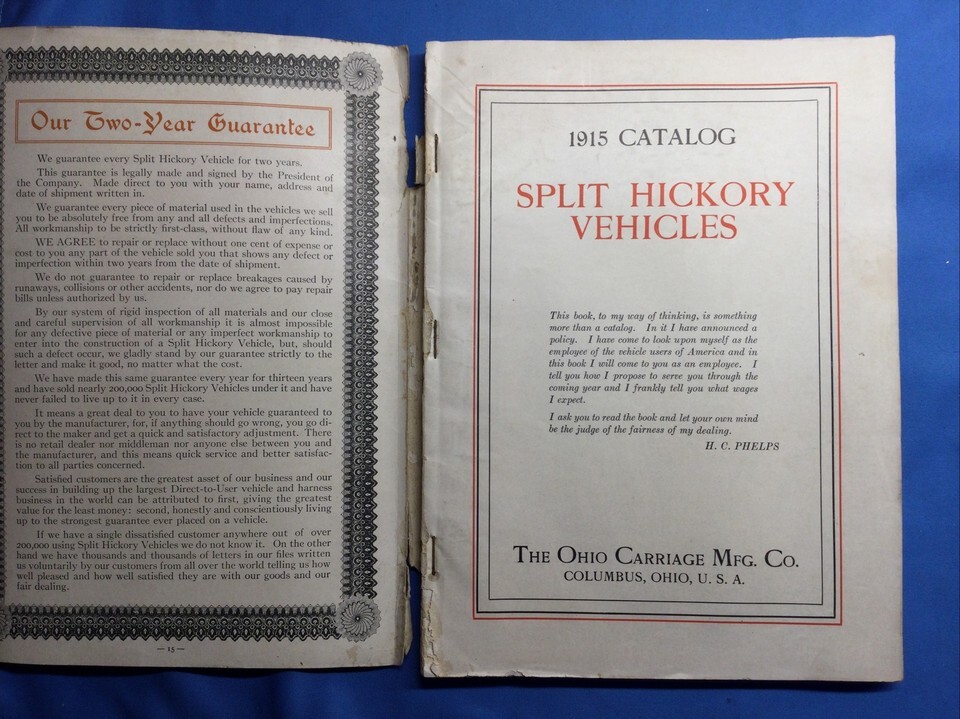 Our Two-Year Guarantee
We guarantee every Split Hickory Vehicle for two years.
This guarantee is legally made and signed by the President of
the Company. Made direct to you with your name, address and
date of shipment written in.
We guarantee every piece of material used in the vehicles we sell
you to be absolutely free from any and all defects and imperfections.
All workmanship to be strictly first-class, without flaw of any kind.
WE AGREE to repair or replace without one cent of expense or
cost to you any part of the vehicle sold you that shows any defect or
imperfection within two years from the date of shipment.
We do not guarantee to repair or replace breakages caused by
runaways, collisions or other accidents, nor do we agree to pay repair
bills unless authorized by us.
By our system of rigid inspection of all materials and our close
and careful supervision of all workmanship it is almost impossible
for any defective piece of material or any imperfect workmanship to
enter into the construction of a Split Hickory Vehicle, but, should
such a defect occur, we gladly stand by our guarantee strictly to the
letter and make it good, no matter what the cost.
We have made this same guarantee every year for thirteen years
and have sold nearly 200,000 Split Hickory Vehicles under it and have
never failed to live up to it in every case.
It means a great deal to you to have your vehicle guaranteed to
you by the manufacturer, for, if anything should go wrong, you go di-
rect to the maker and get a quick and satisfactory adjustment. There
is no retail dealer nor middleman nor anyone else between you and
the manufacturer, and this means quick service and better satisfac-
tion to all parties concerned.
Satisfied customers are the greatest asset of our business and our
success in building up the largest Direct-to-User vehicle and harness
business in the world can be attributed to first, giving the greatest
value for the least money: second, honestly and conscientiously living
up to the strongest guarantee ever placed on a vehicle.
If we have a single dissatisfied customer anywhere out of over
200,000 using Split Hickory Vehicles we do not know it. On the other
hand we have thousands and thousands of letters in our files written
us voluntarily by our customers from all over the world telling us how
well pleased and how well satisfied they are with our goods and our
fair dealing.
— 15 —
1915 CATALOG
SPLIT HICKORY
VEHICLES
This book, to my way of thinking, is something
more than a catalog. In it I have announced a
policy. I have come to look upon myself as the
employee of the vehicle users of America and in
this book I will come to you as an employee. I
tell you how I propose to serve you through the
coming year and I frankly tell you what wages
I expect.
I ask you to read the book and let your own mind
be the judge of the fairness of my dealing.
H. C. PHELPS
THE OHIO CARRIAGE MFG. CO.
COLUMBUS, OHIO, U. S. A.